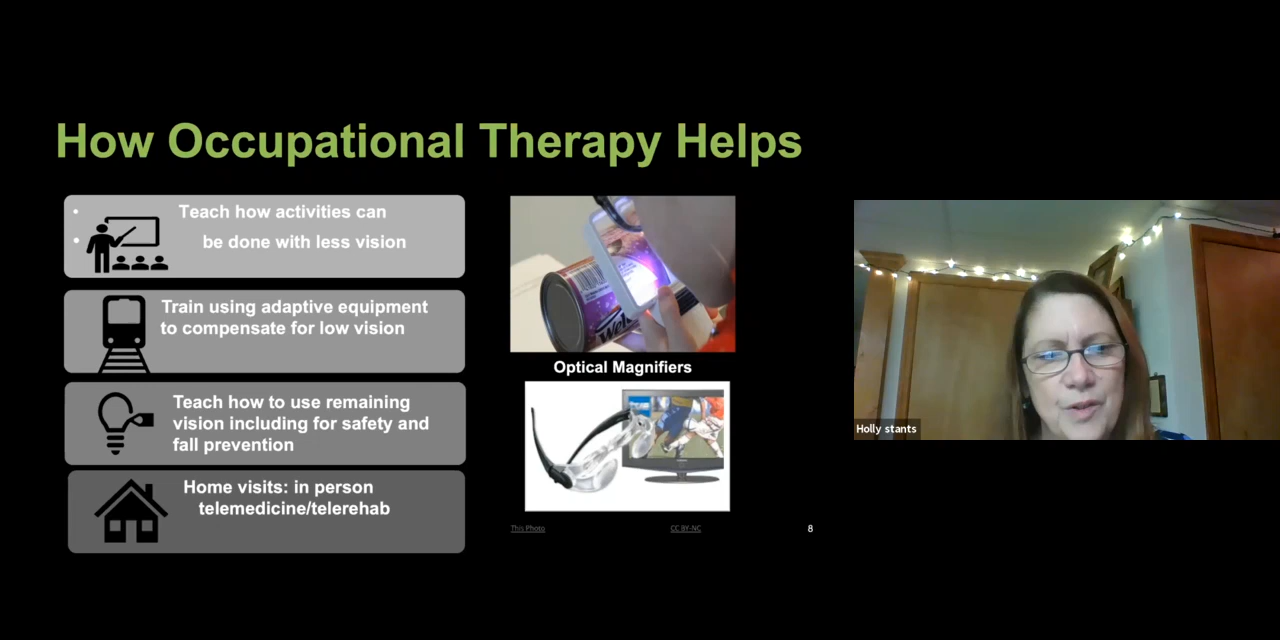 How Occupational Therapy Helps
• Teach how activities can
• be done with less vision
Train using adaptive equipment
to compensate for low vision
Teach how to use remaining
vision including for safety and
fall prevention
Home visits: in person
telemedicine/telerehab
Welc
Optical Magnifiers
This Photo
CC BY-NC
8
Holly stants